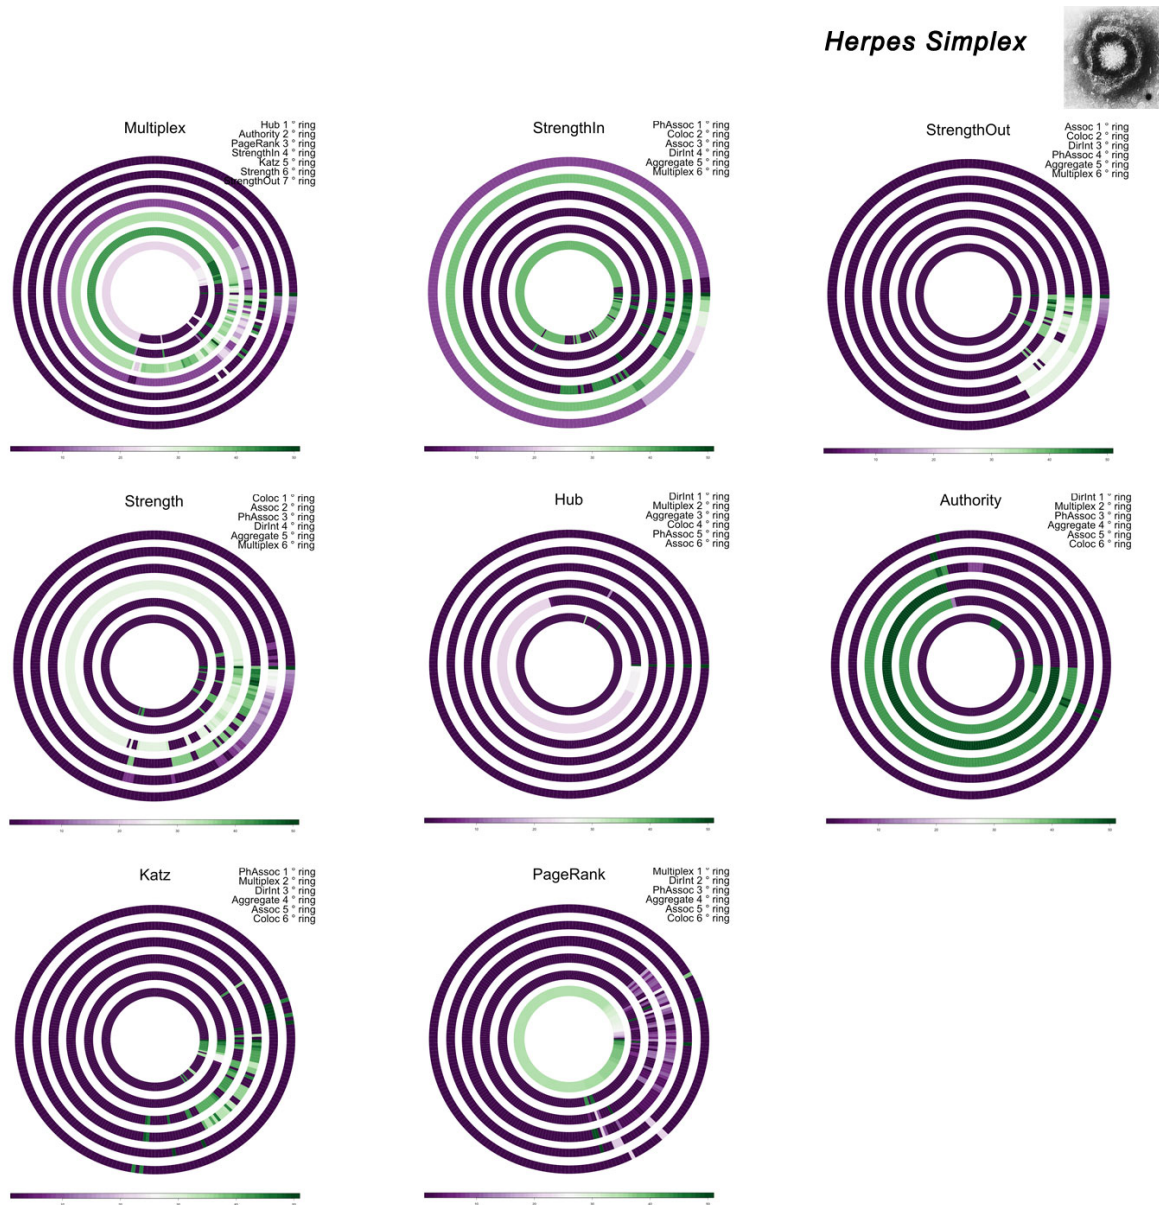 Herpes Simplex
Multiplex
Hub 1 ° ring
Authority 2 ° ring
PageRank 3 ° ring
StrengthIn 4 ° ring
Katz 5 ° ring
Strength 6 ° ring
StrengthOut 7 ° ring
StrengthIn
PhAssoc 1 ° ring
Coloc 2 ° ring
Assoc 3 ° ring
DirInt 4 ° ring
Aggregate 5 ° ring
Multiplex 6 ° ring
StrengthOut
Assoc 1 ° ring
Coloc 2 ° ring
DirInt 3 ° ring
PhAssoc 4 ° ring
Aggregate 5 ° ring
Multiplex 6 ° ring
Strength
Coloc 1 ° ring
Assoc 2 ° ring
PhAssoc 3 ° ring
DirInt 4 ° ring
Aggregate 5 ° ring
Multiplex 6 ° ring
Hub
DirInt 1 ° ring
Multiplex 2 ° ring
Aggregate 3 ° ring
Coloc 4 ° ring
PhAssoc 5 ° ring
Assoc 6 ° ring
Authority
DirInt 1 ° ring
Multiplex 2 ° ring
PhAssoc 3 ° ring
Aggregate 4 ° ring
Assoc 5 ° ring
Coloc 6 ° ring
Katz
PhAssoc 1 ° ring
Multiplex 2 ° ring
DirInt 3 ° ring
Aggregate 4 ° ring
Assoc 5 ° ring
Coloc 6 ° ring
PageRank
Multiplex 1 ° ring
DirInt 2 ° ring
PhAssoc 3 ° ring
Aggregate 4 ° ring
Assoc 5 ° ring
Coloc 6 ° ring